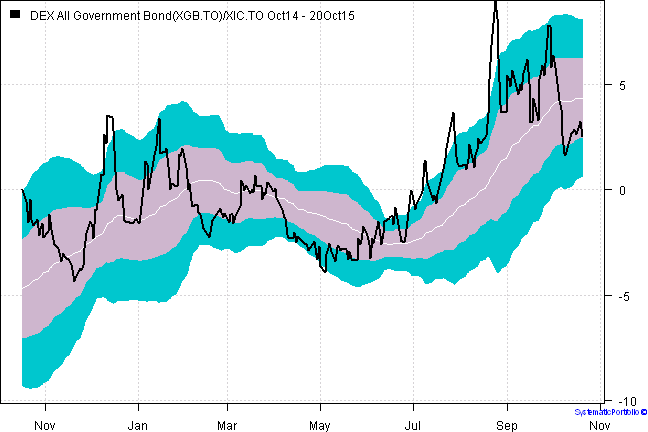 DEX All Government Bond(XGB.TO)/XIC.TO Oct14 - 20Oct15
5
0
-5
-10
SystematicPortfolio ©
Nov Jan Mar May Jul Sep Nov